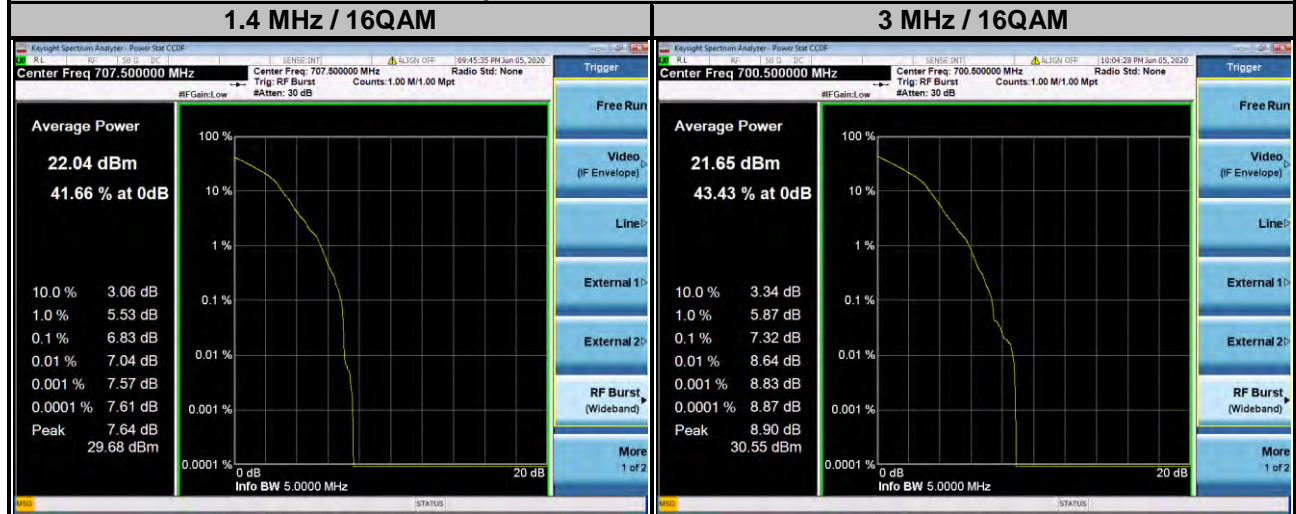 1.4 MHz / 16QAM
Keysight Spectrum Analyzer - Power Stat CCDF
RL RF 50 Ω DC SENSE:INT ALIGN OFF 09:45:35 PM Jun 05, 2020
Center Freq 707.500000 MHz
Center Freq: 707.500000 MHz Radio Std: None
Trig: RF Burst Counts:1.00 M/1.00 Mpt
#IFGain:Low #Atten: 30 dB
Average Power
22.04 dBm
41.66 % at 0dB
10.0 % 3.06 dB
1.0 % 5.53 dB
0.1 % 6.83 dB
0.01 % 7.04 dB
0.001 % 7.57 dB
0.0001 % 7.61 dB
Peak 7.64 dB
29.68 dBm
100 %
10 %
1 %
0.1 %
0.01 %
0.001 %
0.0001 %
0 dB 20 dB
Info BW 5.0000 MHz
Trigger
Free Run
Video
(IF Envelope)
Line
External 1
External 2
RF Burst
(Wideband)
More
1 of 2
MSG STATUS
3 MHz / 16QAM
Keysight Spectrum Analyzer - Power Stat CCDF
RL RF 50 Ω DC SENSE:INT ALIGN OFF 10:04:28 PM Jun 05, 2020
Center Freq 700.500000 MHz
Center Freq: 700.500000 MHz Radio Std: None
Trig: RF Burst Counts:1.00 M/1.00 Mpt
#IFGain:Low #Atten: 30 dB
Average Power
21.65 dBm
43.43 % at 0dB
10.0 % 3.34 dB
1.0 % 5.87 dB
0.1 % 7.32 dB
0.01 % 8.64 dB
0.001 % 8.83 dB
0.0001 % 8.87 dB
Peak 8.90 dB
30.55 dBm
100 %
10 %
1 %
0.1 %
0.01 %
0.001 %
0.0001 %
0 dB 20 dB
Info BW 5.0000 MHz
Trigger
Free Run
Video
(IF Envelope)
Line
External 1
External 2
RF Burst
(Wideband)
More
1 of 2
MSG STATUS